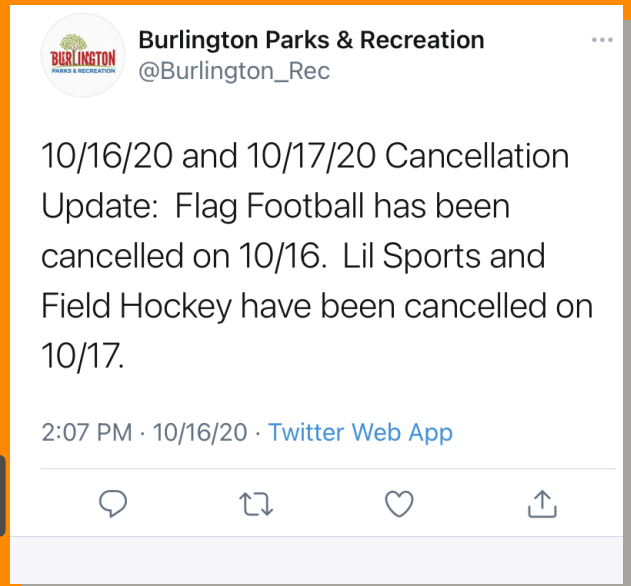 BURLINGTON
PARKS & RECREATION
Burlington Parks & Recreation
@Burlington_Rec
10/16/20 and 10/17/20 Cancellation
Update:  Flag Football has been
cancelled on 10/16.  Lil Sports and
Field Hockey have been cancelled on
10/17.
2:07 PM · 10/16/20 · Twitter Web App